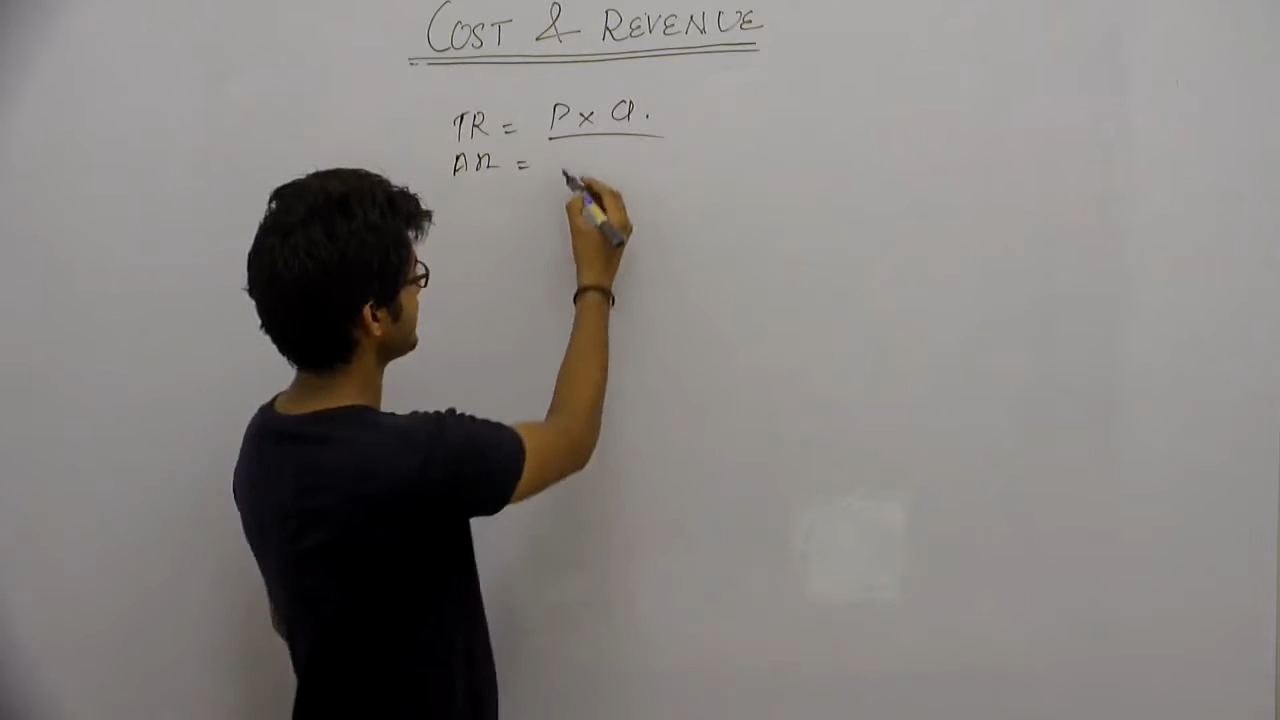 COST & REVENUE
TR = P x Q.
AR =